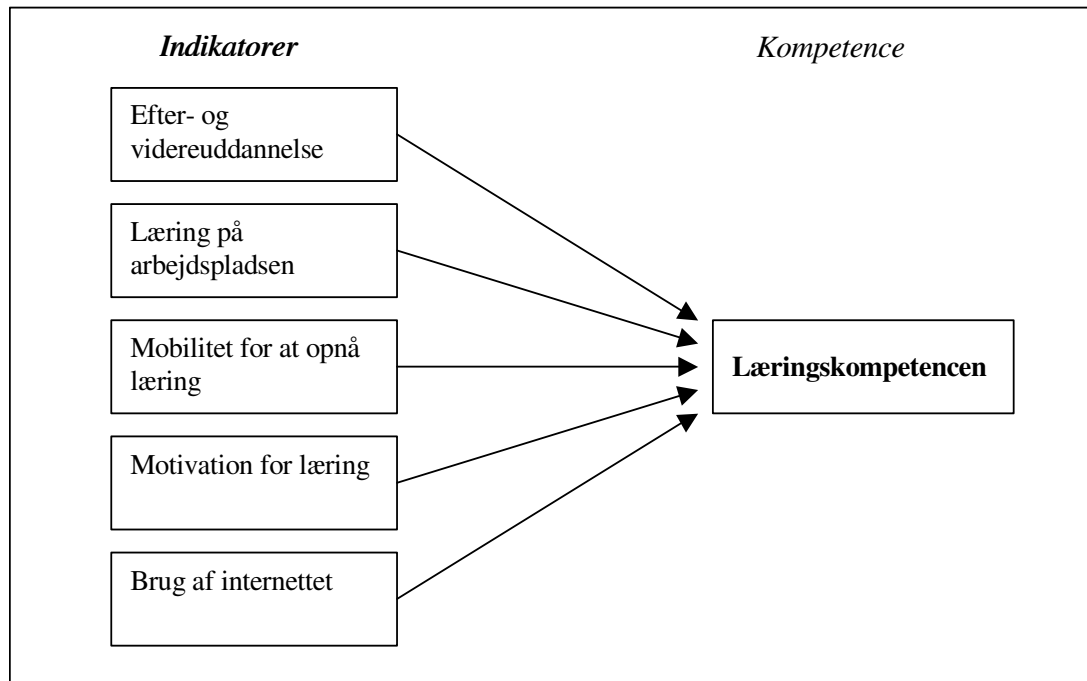 Indikatorer
Kompetence
Efter- og
videreuddannelse
Læring på
arbejdspladsen
Mobilitet for at opnå
læring
Læringskompetencen
Motivation for læring
Brug af internettet